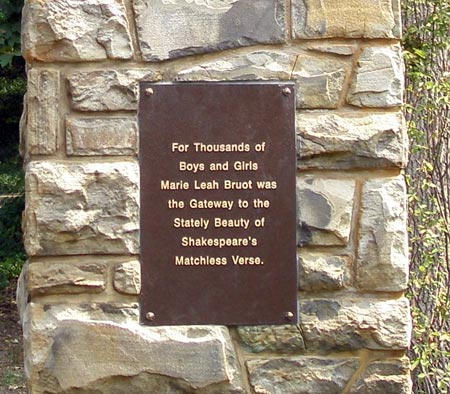 For Thousands of
Boys and Girls
Marie Leah Bruot was
the Gateway to the
Stately Beauty of
Shakespeare's
Matchless Verse.